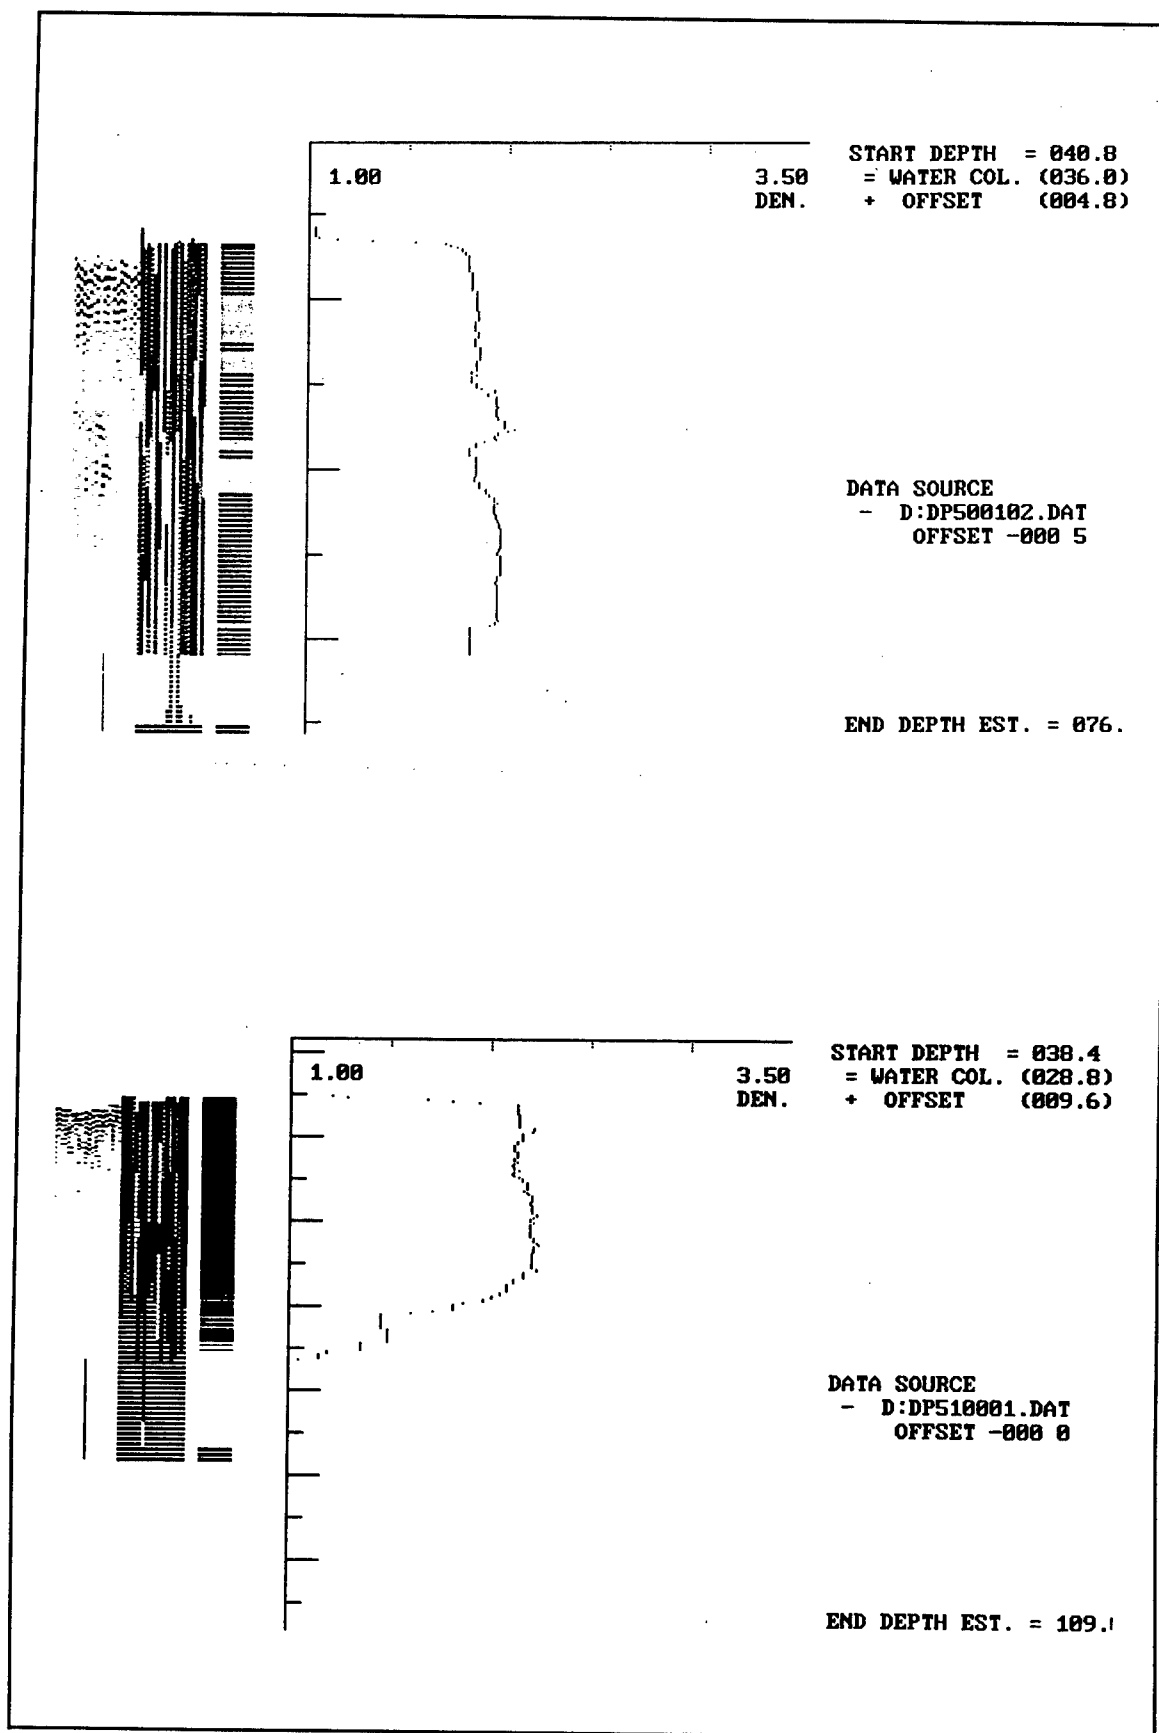 1.00
3.50
DEN.
START DEPTH = 040.8
= WATER COL. (036.0)
+ OFFSET (004.8)
DATA SOURCE
- D:DP500102.DAT
OFFSET -000 5
END DEPTH EST. = 076.
1.00
3.50
DEN.
START DEPTH = 038.4
= WATER COL. (028.8)
+ OFFSET (009.6)
DATA SOURCE
- D:DP510001.DAT
OFFSET -000 0
END DEPTH EST. = 109.